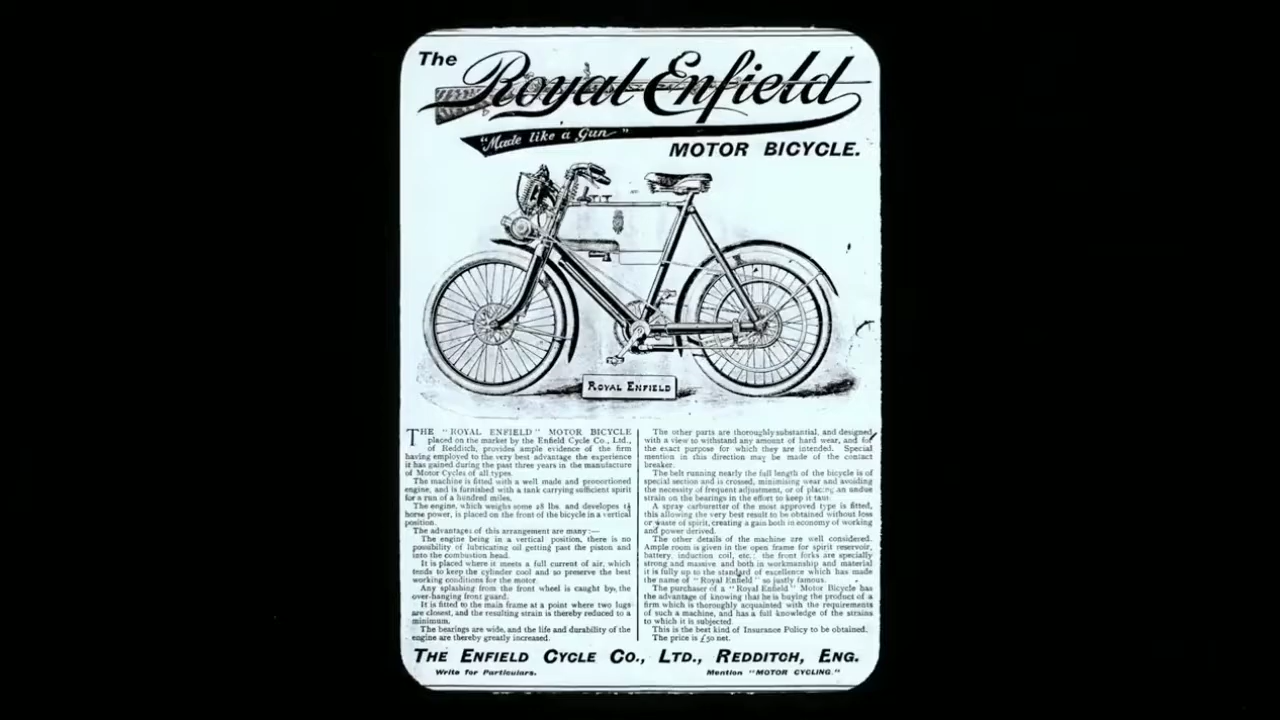 The
Royal Enfield
"Made like a Gun"
MOTOR BICYCLE.
ROYAL ENFIELD
THE "ROYAL ENFIELD" MOTOR BICYCLE
placed on the market by the Enfield Cycle Co., Ltd.,
of Redditch, provides ample evidence of the firm
having employed to the very best advantage the experience
it has gained during the past three years in the manufacture
of Motor Cycles of all types.
The machine is fitted with a well made and proportioned
engine, and is furnished with a tank carrying sufficient spirit
for a run of a hundred miles.
The engine, which weighs some 28 lbs. and develops 1¼
horse power, is placed on the front of the bicycle in a vertical
position.
The advantages of this arrangement are many:—
The engine being in a vertical position, there is no
possibility of lubricating oil getting past the piston and
into the combustion head.
It is placed where it meets a full current of air, which
tends to keep the cylinder cool and so preserve the best
working conditions for the motor.
Any splashing from the front wheel is caught by the
over-hanging front guard.
It is fitted to the main frame at a point where two lugs
are closest, and the resulting strain is thereby reduced to a
minimum.
The bearings are wide, and the life and durability of the
engine are thereby greatly increased.
The other parts are thoroughly substantial, and designed
with a view to withstand any amount of hard wear, and for
the exact purpose for which they are intended. Special
mention in this direction may be made of the contact
breaker.
The belt running nearly the full length of the bicycle is of
special section and is crossed, minimising wear and avoiding
the necessity of frequent adjustment, or of placing an undue
strain on the bearings in the effort to keep it taut.
A spray carburetter of the most approved type is fitted,
this allowing the very best result to be obtained without loss
or waste of spirit, creating a gain both in economy of working
and power derived.
The other details of the machine are well considered.
Ample room is given in the open frame for spirit reservoir,
battery, induction coil, etc.; the front forks are specially
strong and massive and both in workmanship and material
it is fully up to the standard of excellence which has made
the name of "Royal Enfield" so justly famous.
The purchaser of a "Royal Enfield" Motor Bicycle has
the advantage of knowing that he is buying the product of a
firm which is thoroughly acquainted with the requirements
of such a machine, and has a full knowledge of the strains
to which it is subjected.
This is the best kind of Insurance Policy to be obtained.
The price is £50 net.
THE ENFIELD CYCLE CO., LTD., REDDITCH, ENG.
Write for Particulars.
Mention "MOTOR CYCLING."